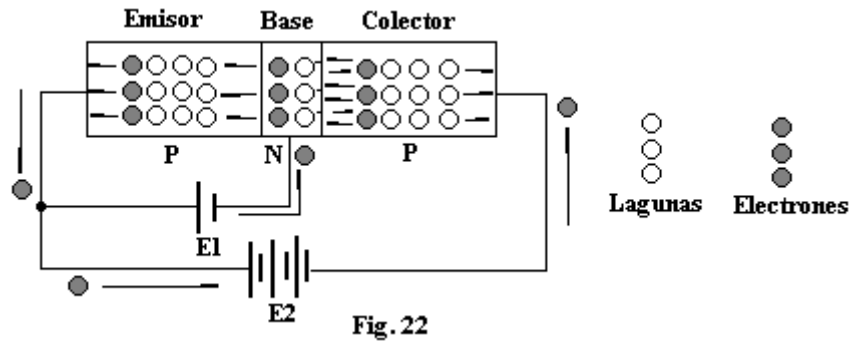 Emisor Base Colector
P N P
E1
E2
Lagunas Electrones
Fig. 22